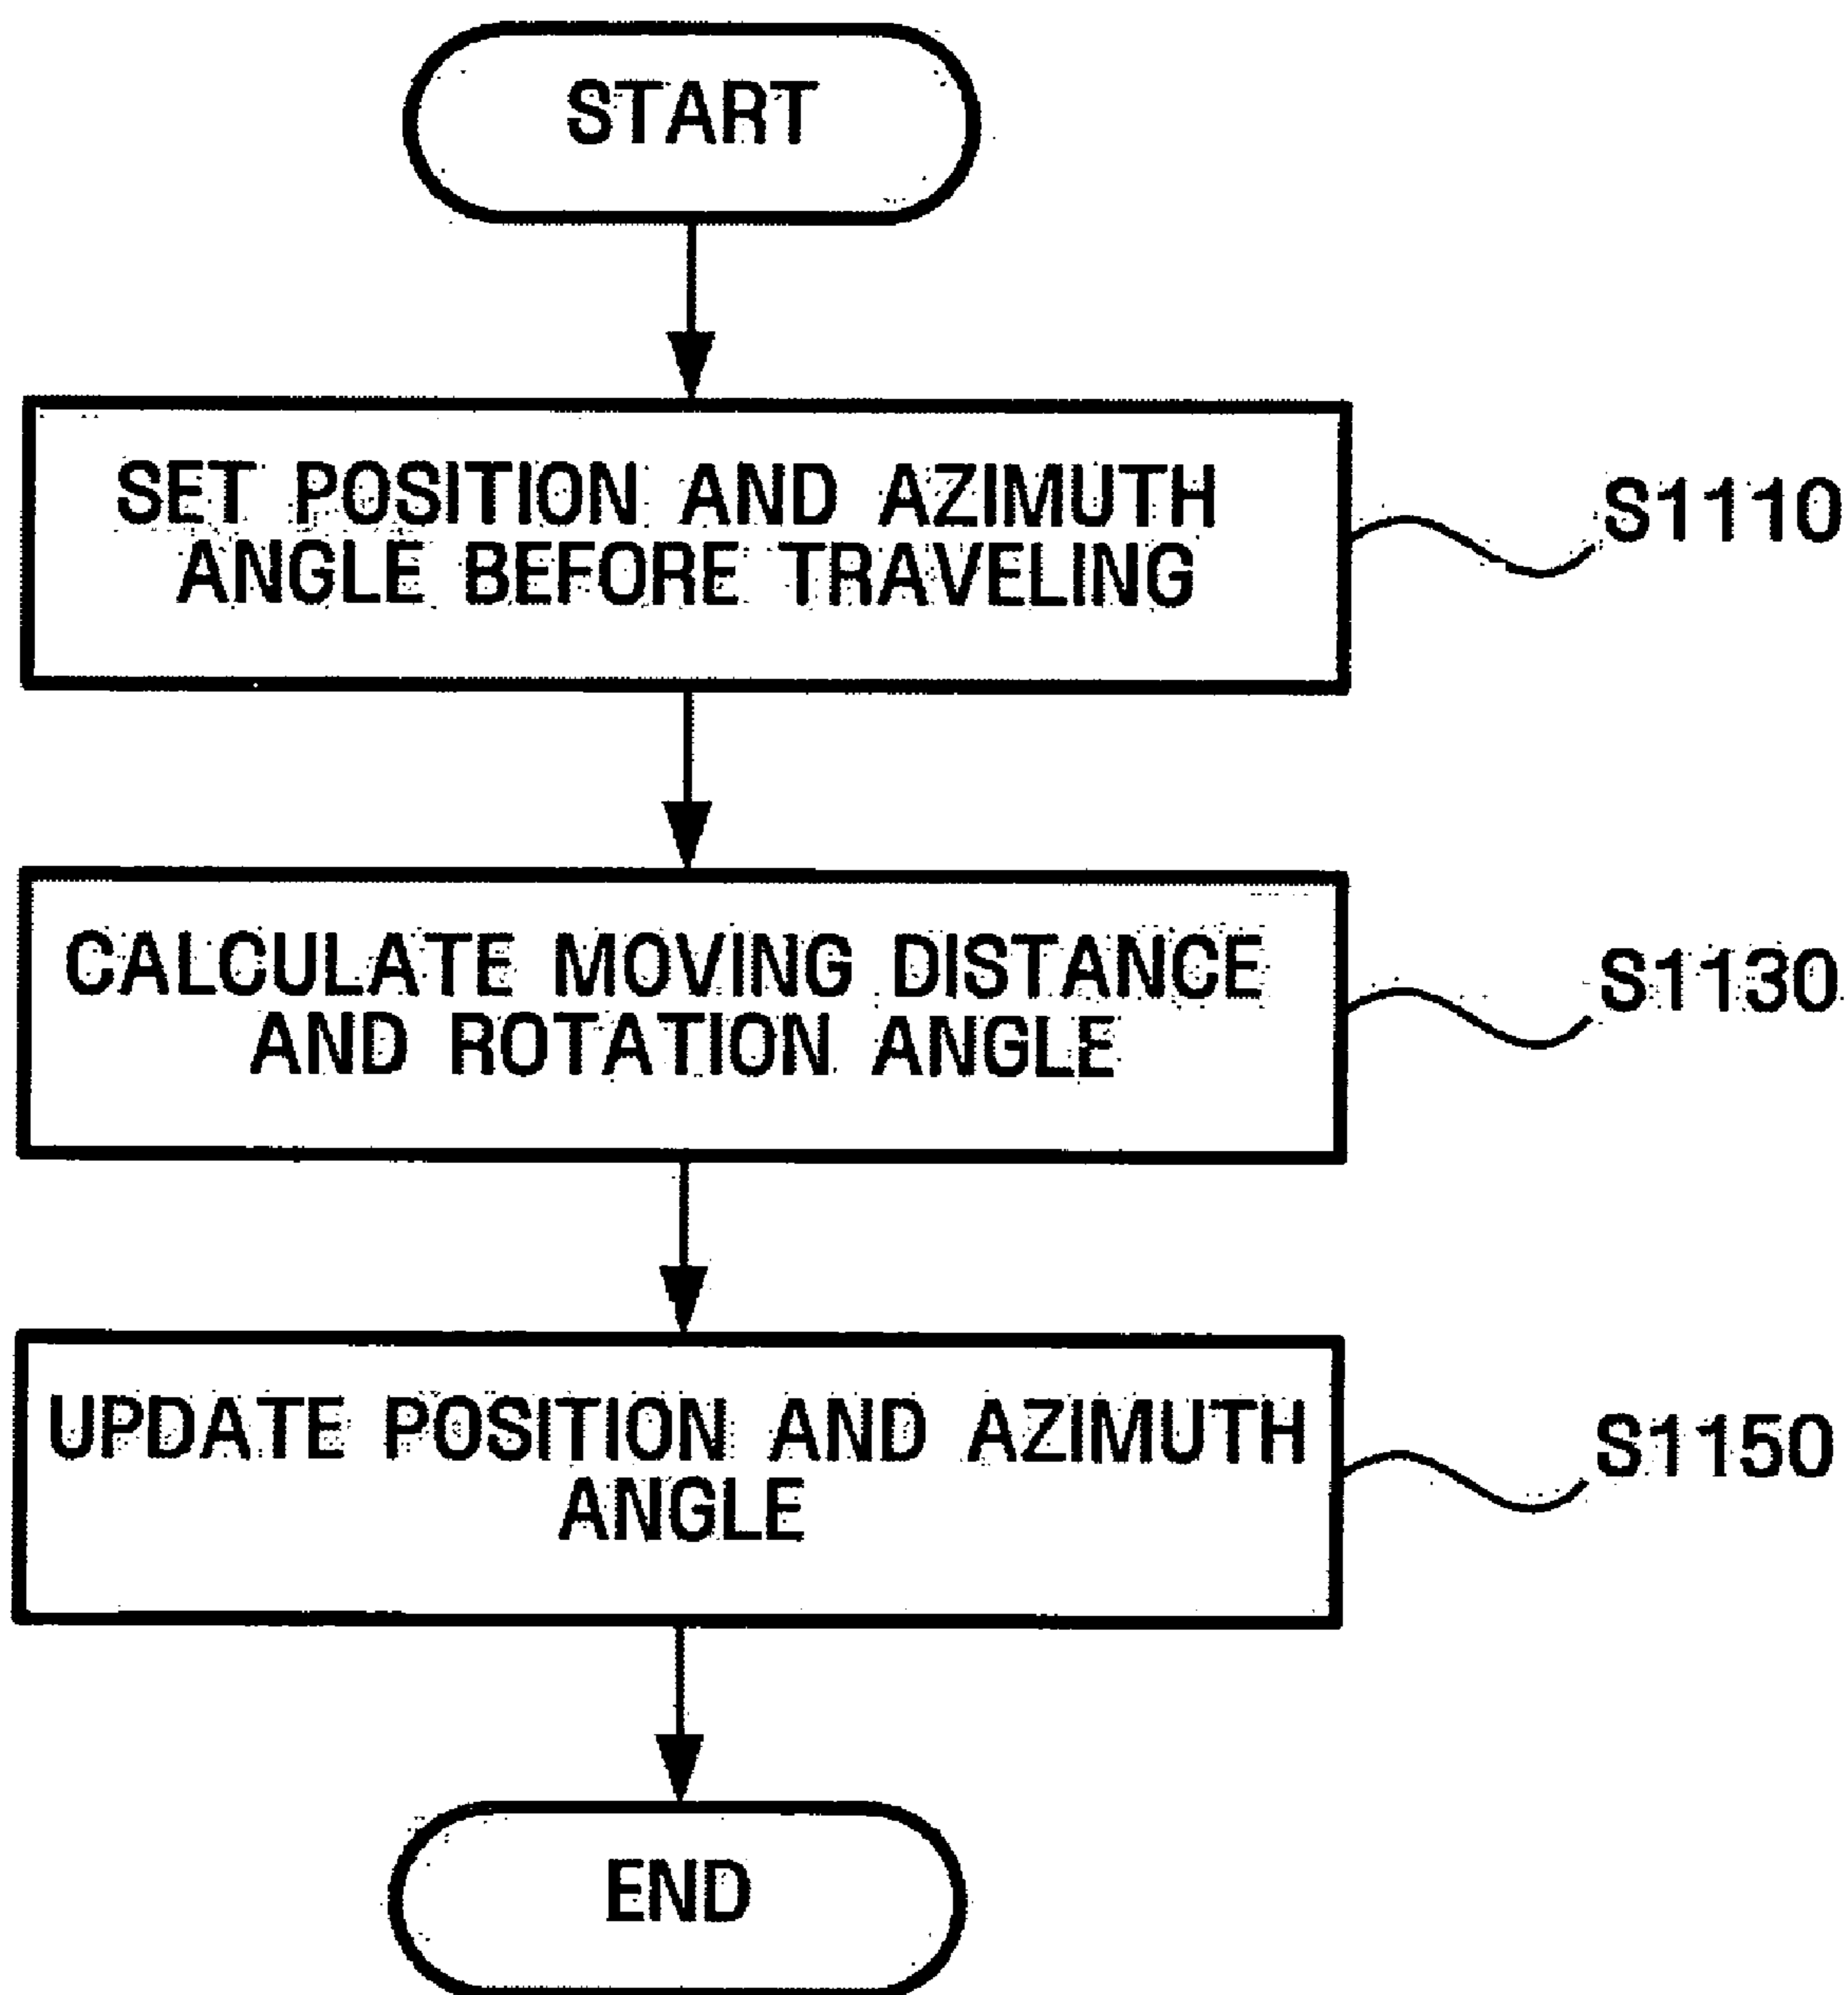 START
SET POSITION AND AZIMUTH
ANGLE BEFORE TRAVELING
S1110
CALCULATE MOVING DISTANCE
AND ROTATION ANGLE
S1130
UPDATE POSITION AND AZIMUTH
ANGLE
S1150
END